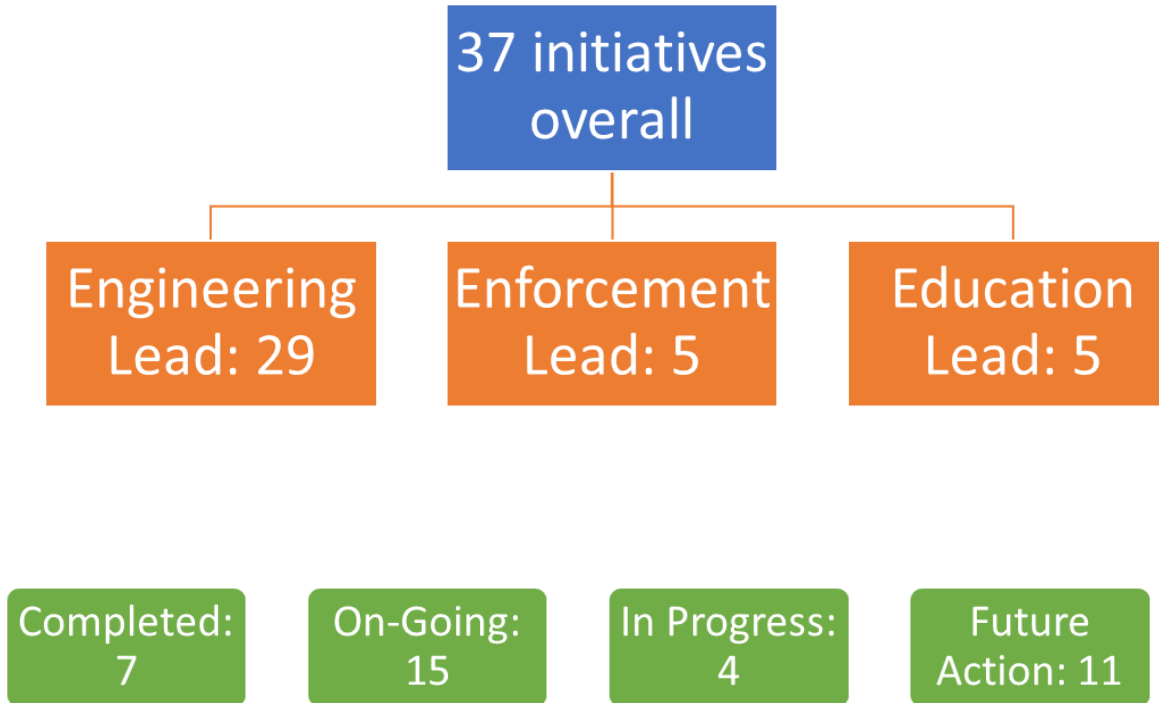 37 initiatives
overall
Engineering
Lead: 29
Enforcement
Lead: 5
Education
Lead: 5
Completed:
7
On-Going:
15
In Progress:
4
Future
Action: 11